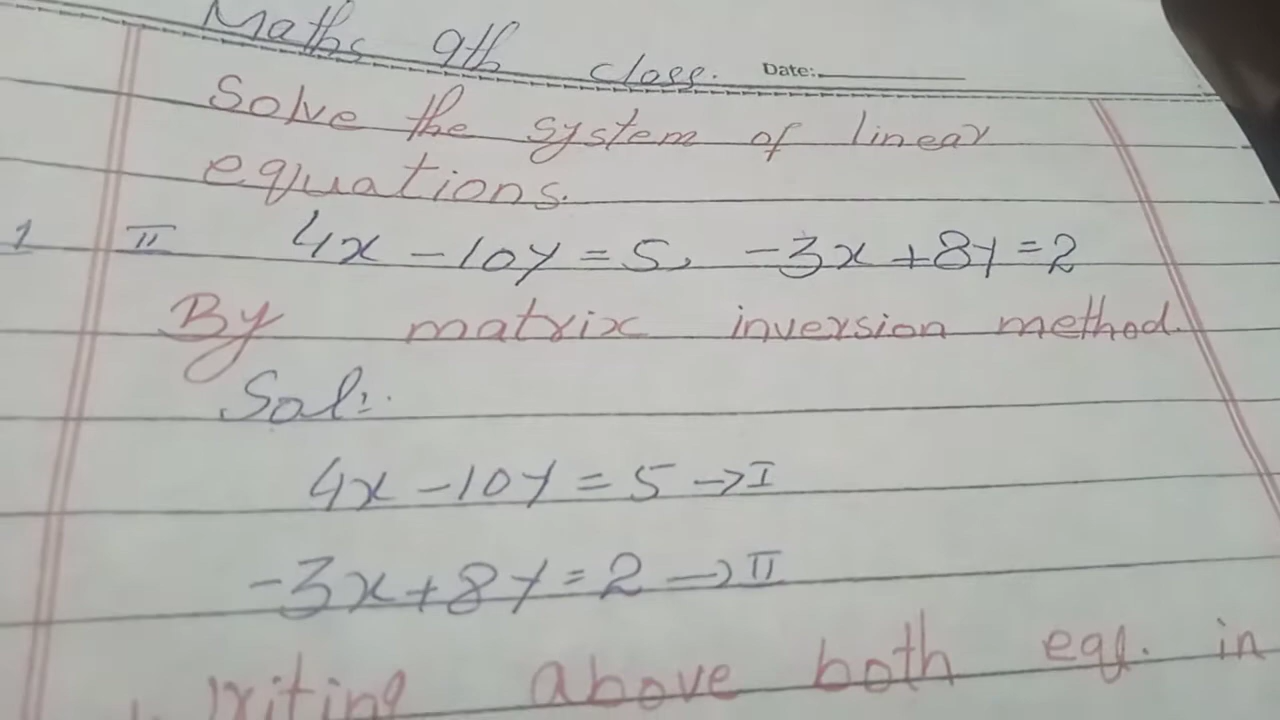 Maths 9th class. Date:
Solve the system of linear
equations.
1 II 4x - 10y = 5, -3x + 8y = 2
By matrix inversion method.
Sol:.
4x - 10y = 5 → I
-3x + 8y = 2 → II
Writing above both eq. in